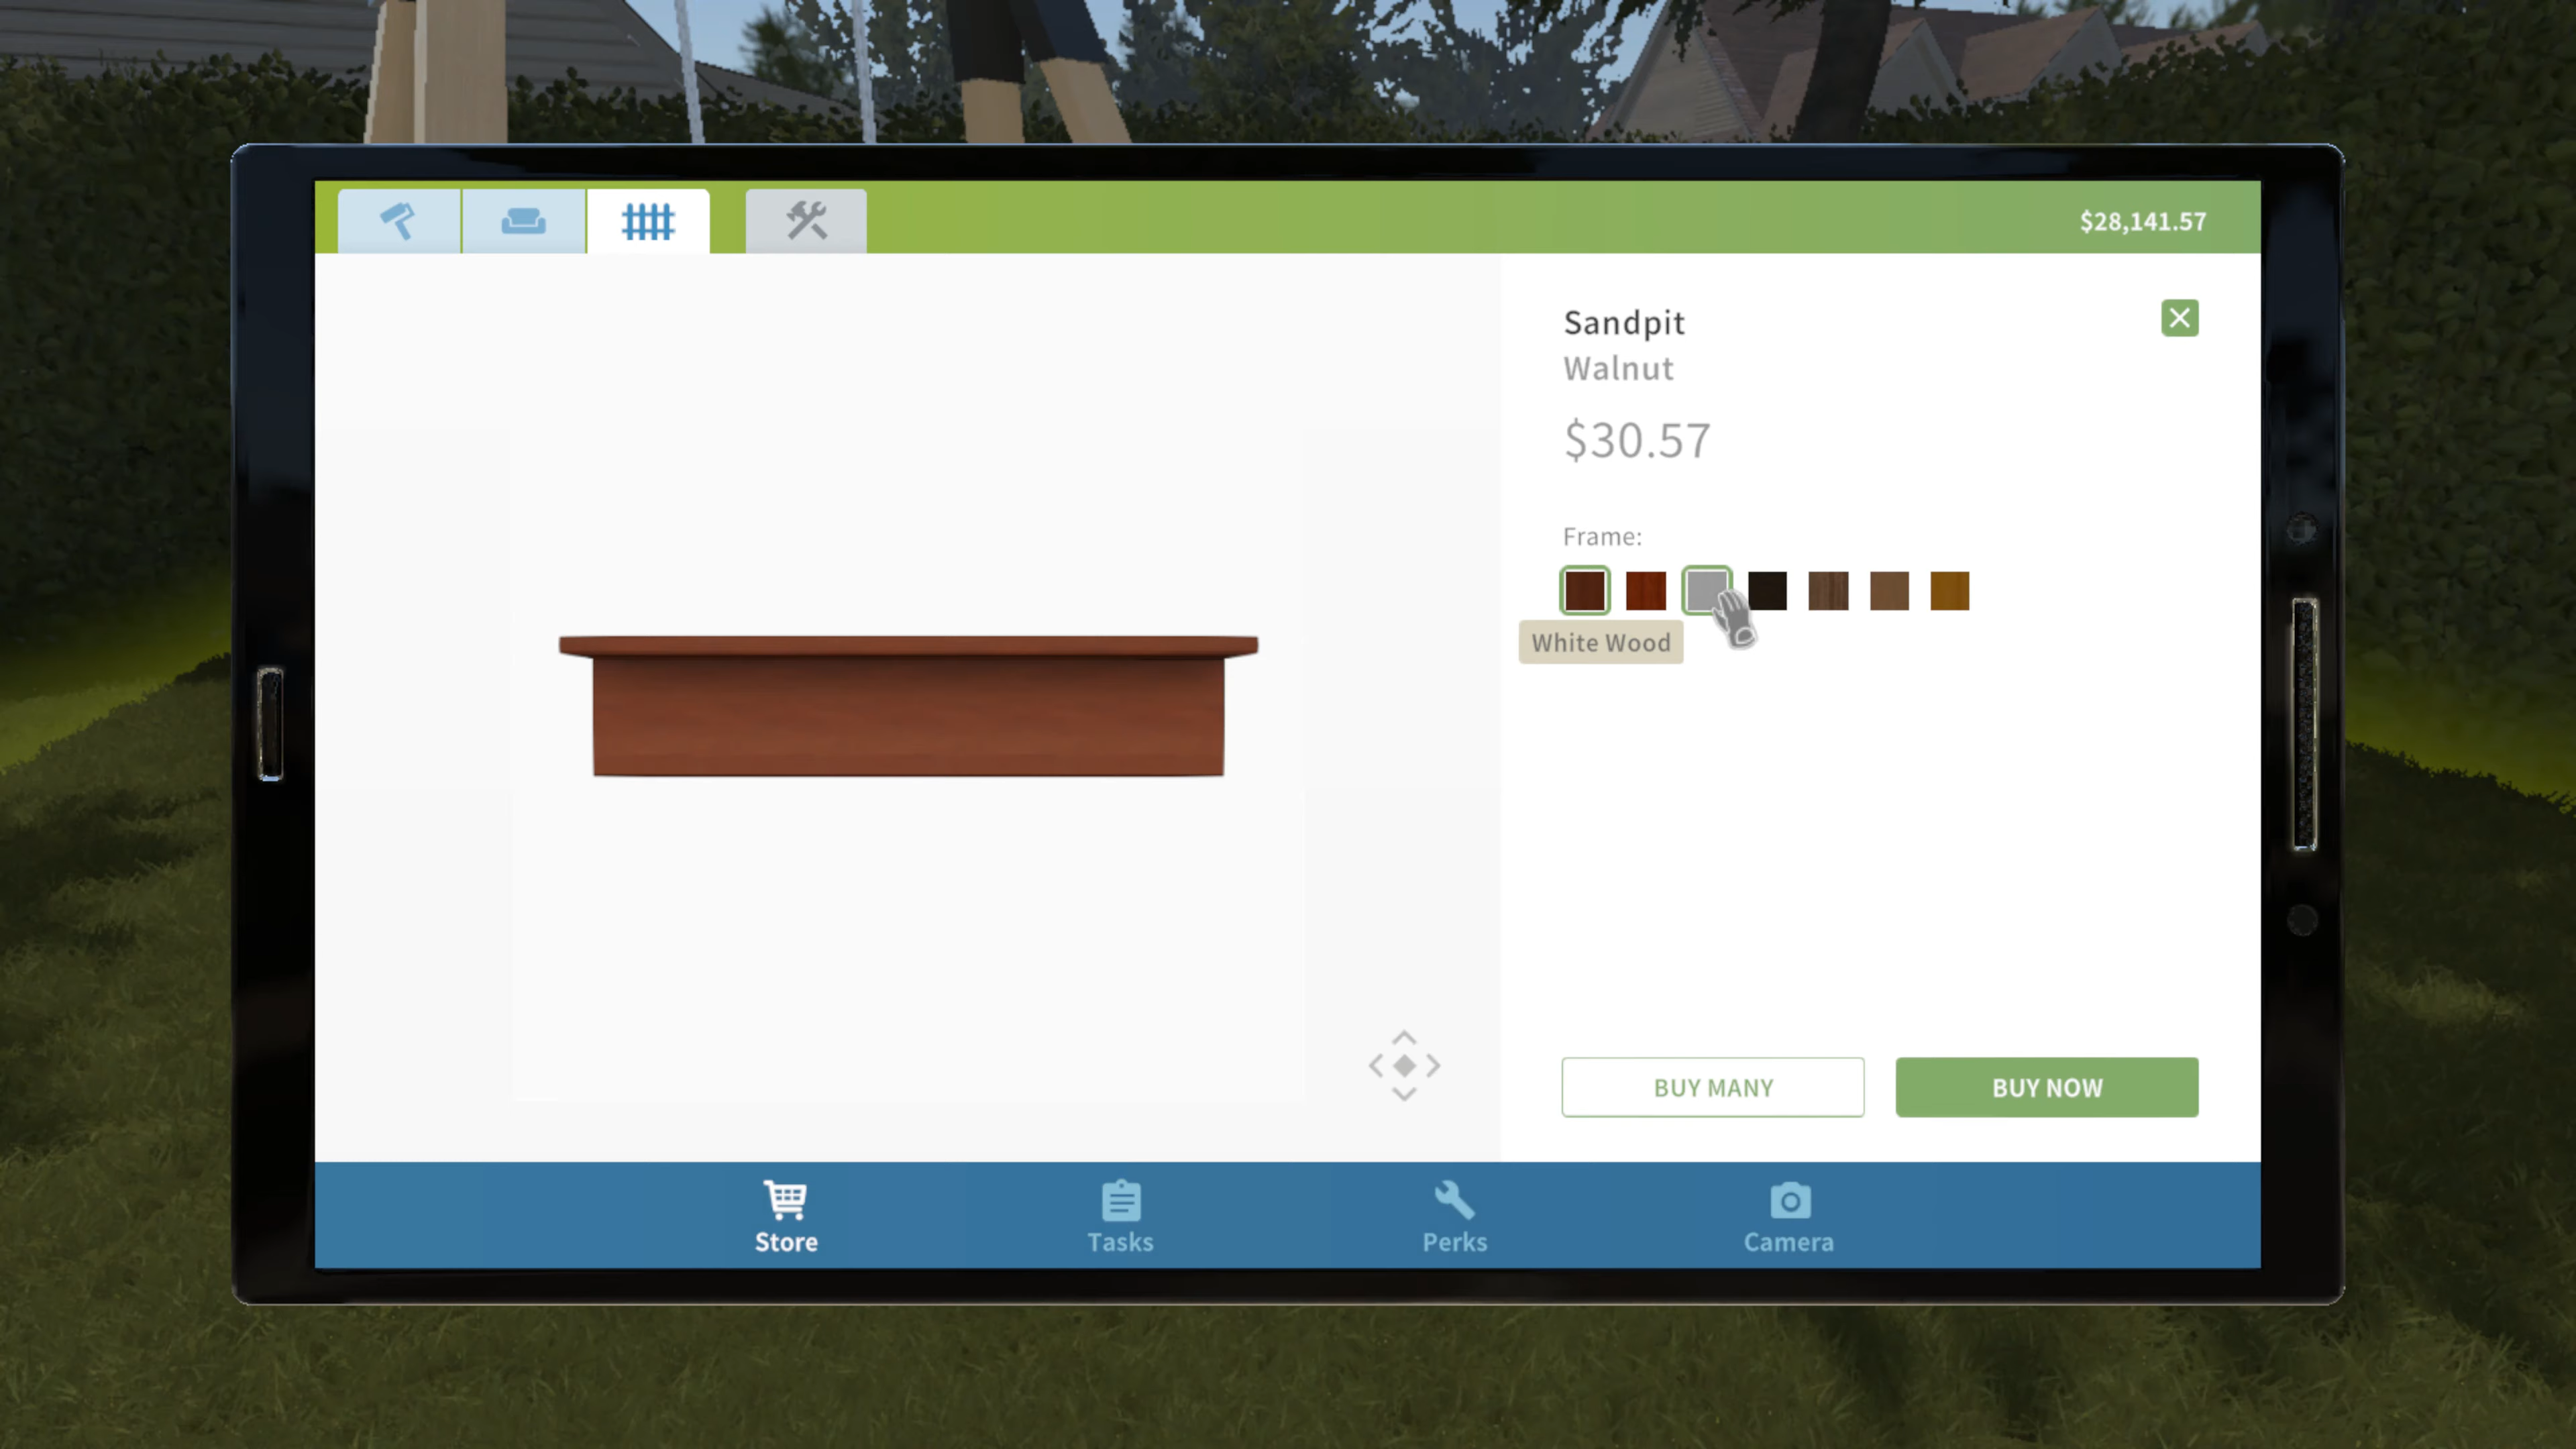 $28,141.57
Sandpit
Walnut
$30.57
Frame:
White Wood
BUY MANY
BUY NOW
Store
Tasks
Perks
Camera